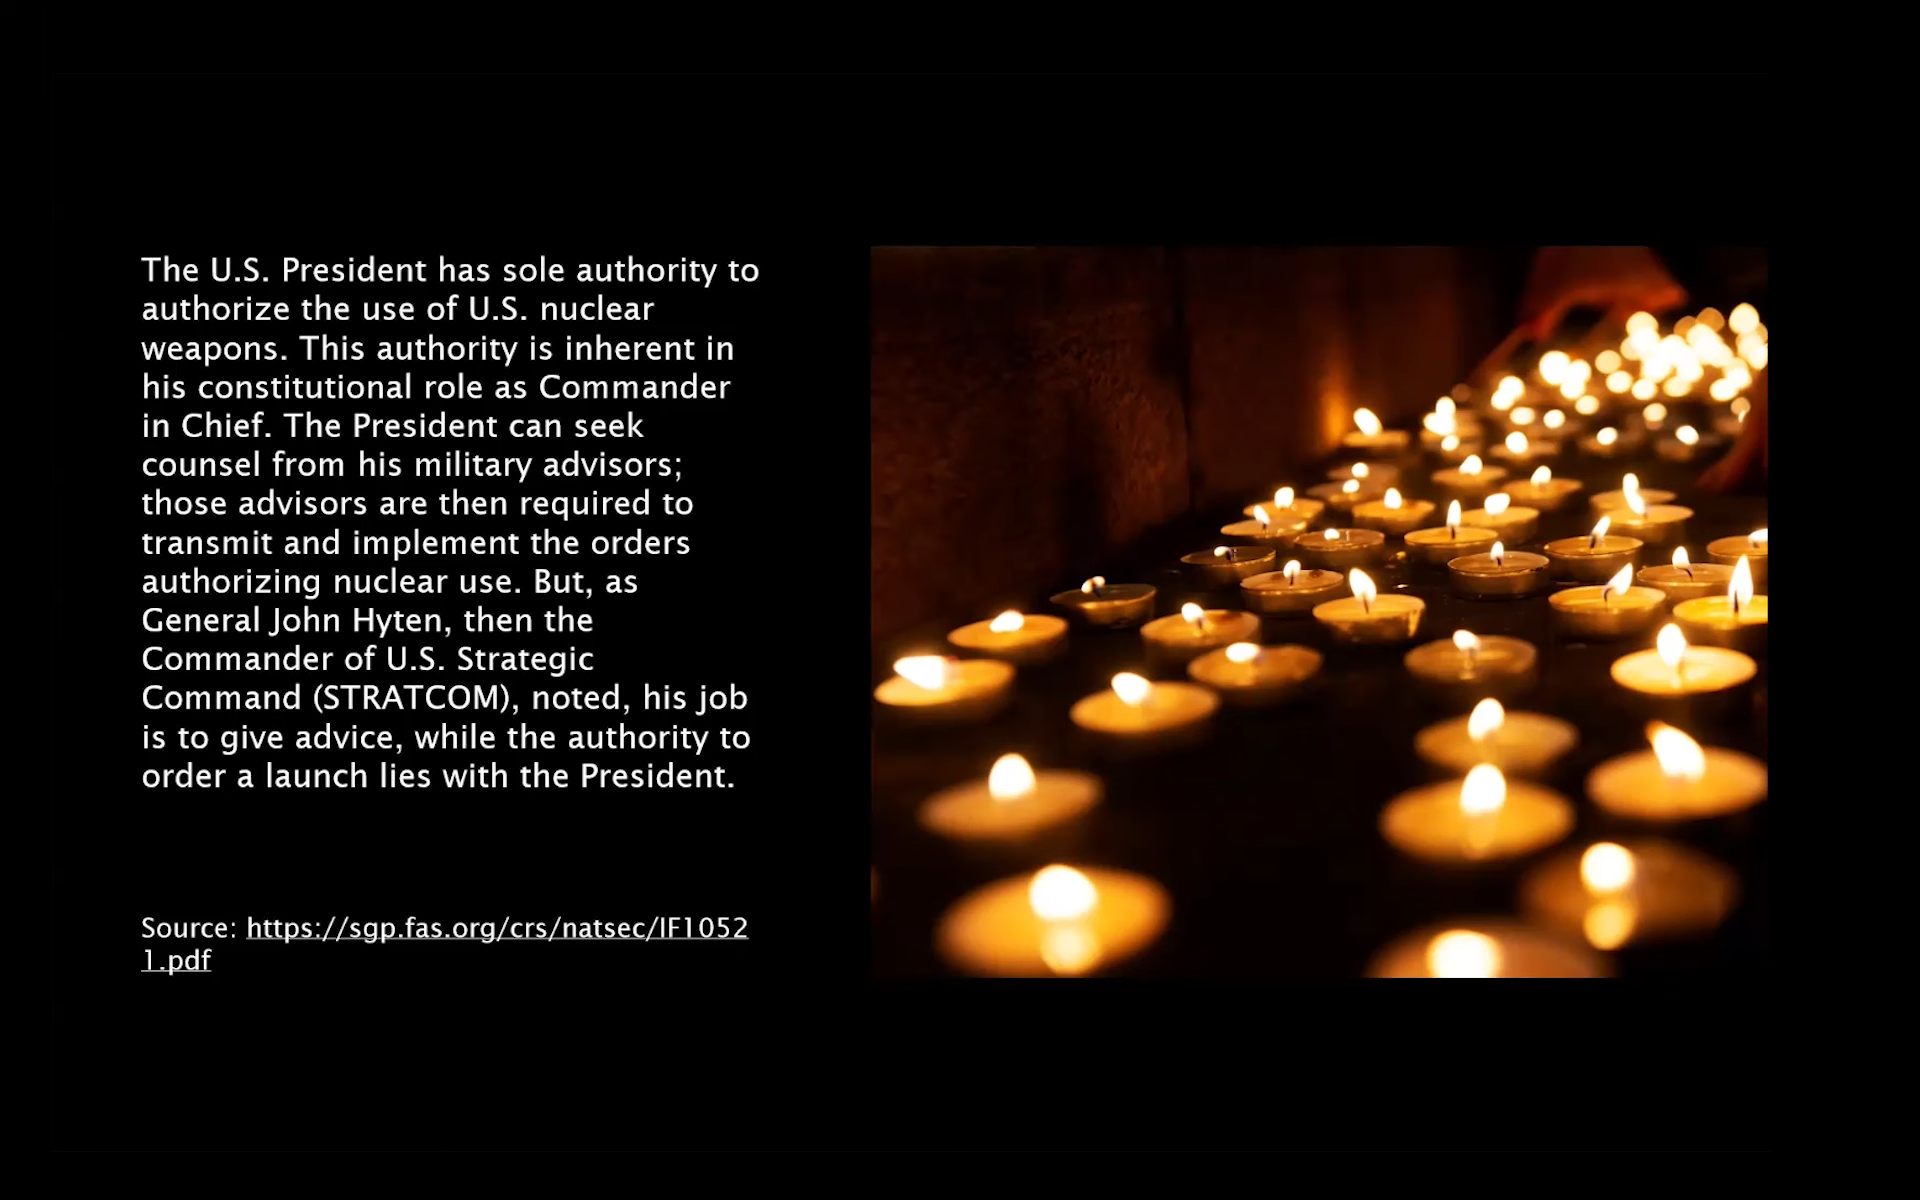 The U.S. President has sole authority to
authorize the use of U.S. nuclear
weapons. This authority is inherent in
his constitutional role as Commander
in Chief. The President can seek
counsel from his military advisors;
those advisors are then required to
transmit and implement the orders
authorizing nuclear use. But, as
General John Hyten, then the
Commander of U.S. Strategic
Command (STRATCOM), noted, his job
is to give advice, while the authority to
order a launch lies with the President.
Source: https://sgp.fas.org/crs/natsec/IF1052
1.pdf